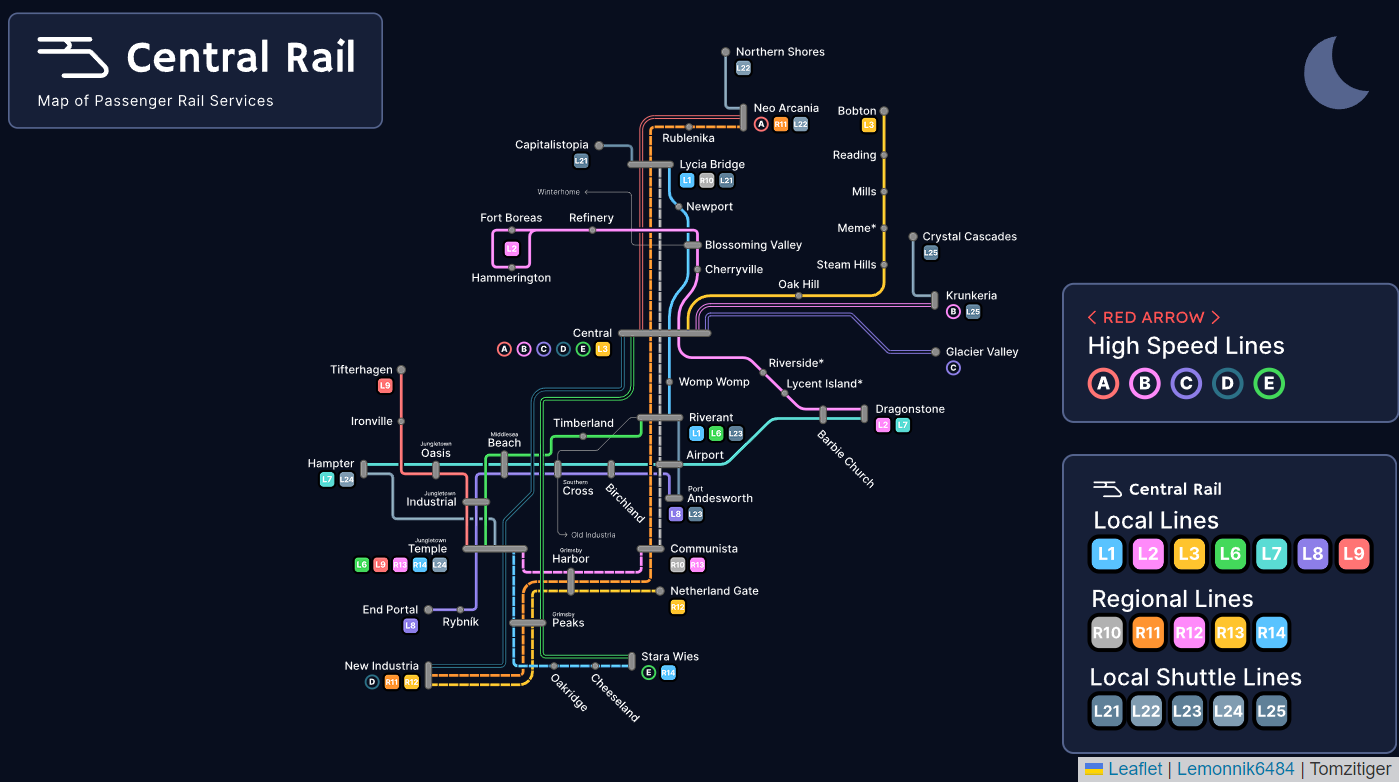 Central Rail
Map of Passenger Rail Services
Northern Shores
L22
Neo Arcania
A R11 L22
Bobton
L3
Rublenika
Capitalistopia
L21
Lycia Bridge
L1 R10 L21
Reading
Winterhome
Mills
Newport
Fort Boreas
Refinery
L2
Hammerington
Meme*
Blossoming Valley
Crystal Cascades
L25
Cherryville
Steam Hills
Oak Hill
Krunkeria
B L25
Central
A B C D E L3
Glacier Valley
C
Tifterhagen
L9
Riverside*
Womp Womp
Lycent Island*
Ironville
Timberland
Riverant
L1 L6 L23
Dragonstone
L2 L7
Barbie Church
Middlesea
Beach
Jungletown
Oasis
Hampter
L7 L24
Airport
Southern
Cross
Birchland
Jungletown
Industrial
Port
Andesworth
L8 L23
Old Industria
Jungletown
Temple
L6 L9 R13 R14 L24
Grimsby
Harbor
Communista
R10 R13
Netherland Gate
R12
End Portal
L8
Rybník
Grimsby
Peaks
New Industria
D R11 R12
Stara Wies
E R14
Oakridge
Cheeseland
< RED ARROW >
High Speed Lines
A B C D E
Central Rail
Local Lines
L1 L2 L3 L6 L7 L8 L9
Regional Lines
R10 R11 R12 R13 R14
Local Shuttle Lines
L21 L22 L23 L24 L25
Leaflet | Lemonnik6484 | Tomzitiger